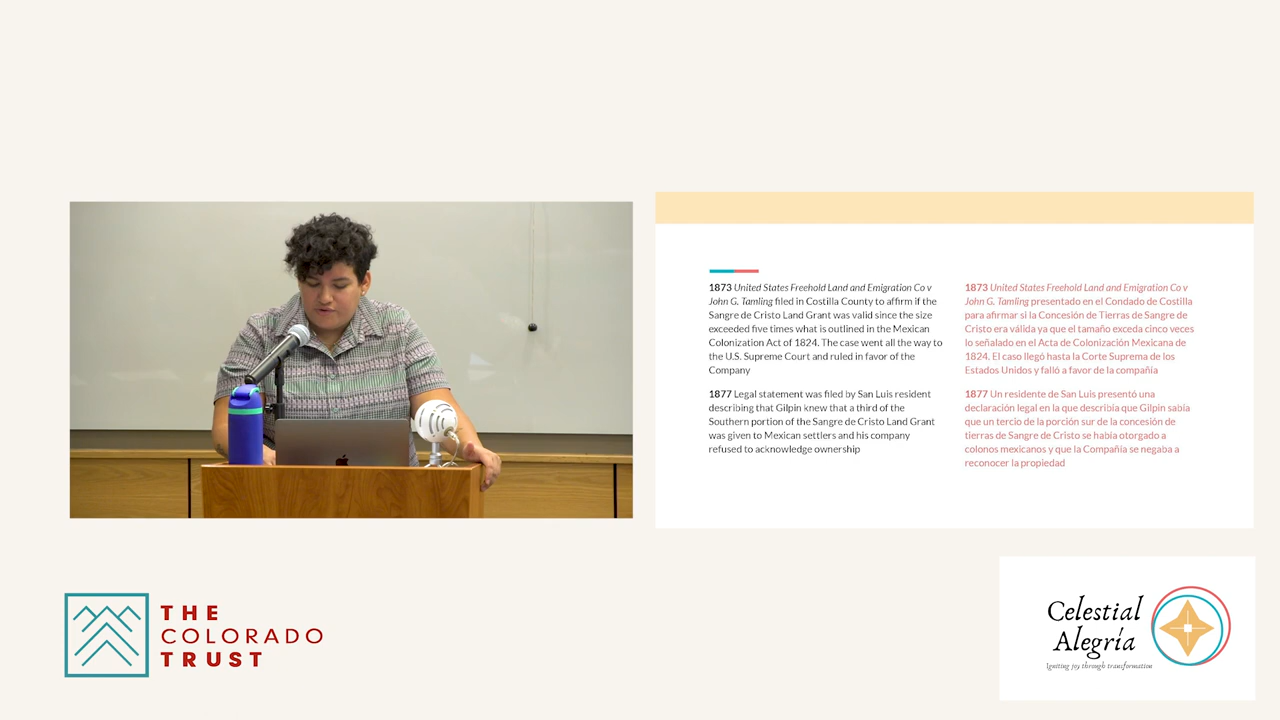 1873 United States Freehold Land and Emigration Co v
John G. Tamling filed in Costilla County to affirm if the
Sangre de Cristo Land Grant was valid since the size
exceeded five times what is outlined in the Mexican
Colonization Act of 1824. The case went all the way to
the U.S. Supreme Court and ruled in favor of the
Company
1877 Legal statement was filed by San Luis resident
describing that Gilpin knew that a third of the
Southern portion of the Sangre de Cristo Land Grant
was given to Mexican settlers and his company
refused to acknowledge ownership
1873 United States Freehold Land and Emigration Co v
John G. Tamling presentado en el Condado de Costilla
para afirmar si la Concesión de Tierras de Sangre de
Cristo era válida ya que el tamaño exceda cinco veces
lo señalado en el Acta de Colonización Mexicana de
1824. El caso llegó hasta la Corte Suprema de los
Estados Unidos y falló a favor de la compañía
1877 Un residente de San Luis presentó una
declaración legal en la que describía que Gilpin sabía
que un tercio de la porción sur de la concesión de
tierras de Sangre de Cristo se había otorgado a
colonos mexicanos y que la Compañía se negaba a
reconocer la propiedad
THE
COLORADO
TRUST
Celestial
Alegría
Igniting joy through transformation